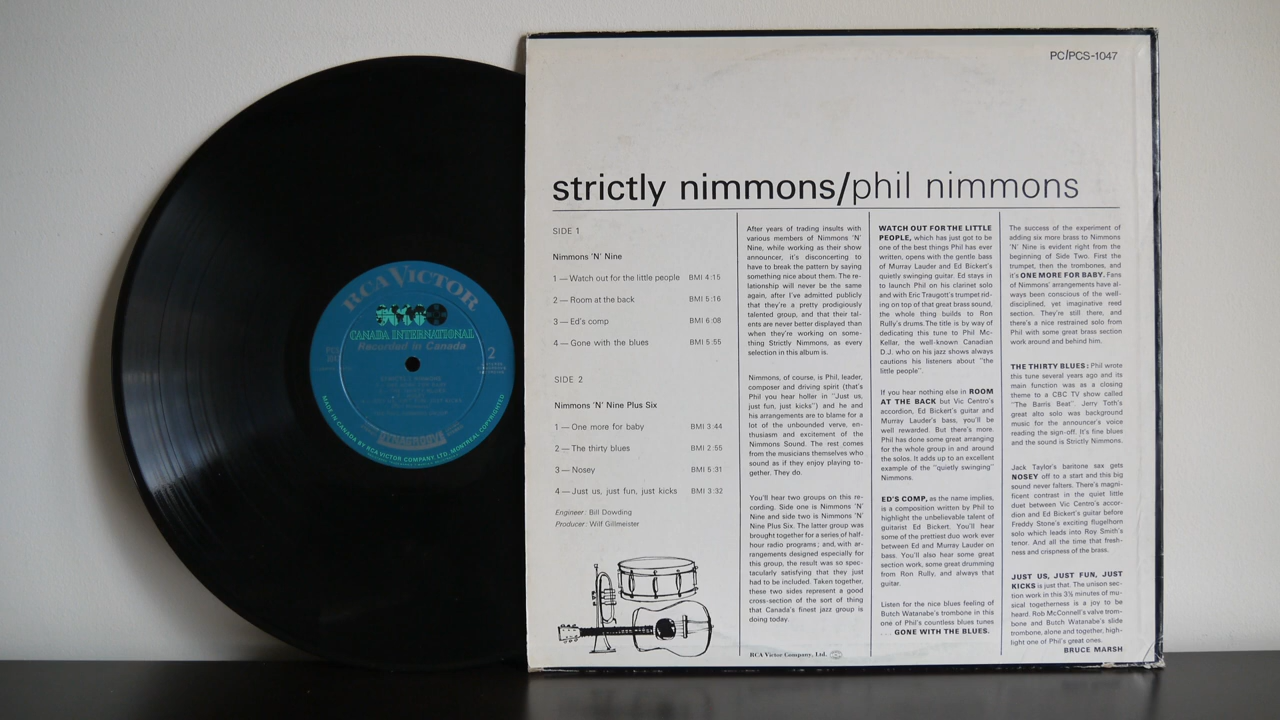 RCA VICTOR
CANADA INTERNATIONAL
Recorded in Canada
2
STRICTLY NIMMONS
MADE IN CANADA BY RCA VICTOR COMPANY, LTD., MONTREAL COPYRIGHTED
PC/PCS-1047
strictly nimmons/phil nimmons
SIDE 1
Nimmons 'N' Nine
1 — Watch out for the little people BMI 4:15
2 — Room at the back BMI 5:16
3 — Ed's comp BMI 6:08
4 — Gone with the blues BMI 5:55
SIDE 2
Nimmons 'N' Nine Plus Six
1 — One more for baby BMI 3:44
2 — The thirty blues BMI 2:55
3 — Nosey BMI 5:31
4 — Just us, just fun, just kicks BMI 3:32
Engineer: Bill Dowding
Producer: Wilf Gillmeister
After years of trading insults with
various members of Nimmons 'N'
Nine, while working as their show
announcer, it's disconcerting to
have to break the pattern by saying
something nice about them. The re-
lationship will never be the same
again, after I've admitted publicly
that they're a pretty prodigiously
talented group, and that their tal-
ents are never better displayed than
when they're working on some-
thing Strictly Nimmons, as every
selection in this album is.
Nimmons, of course, is Phil, leader,
composer and driving spirit (that's
Phil you hear holler in "Just us,
just fun, just kicks") and he and
his arrangements are to blame for a
lot of the unbounded verve, en-
thusiasm and excitement of the
Nimmons Sound. The rest comes
from the musicians themselves who
sound as if they enjoy playing to-
gether. They do.
You'll hear two groups on this re-
cording. Side one is Nimmons 'N'
Nine and side two is Nimmons 'N'
Nine Plus Six. The latter group was
brought together for a series of half-
hour radio programs; and, with ar-
rangements designed especially for
this group, the result was so spec-
tacularly satisfying that they just
had to be included. Taken together,
these two sides represent a good
cross-section of the sort of thing
that Canada's finest jazz group is
doing today.
RCA Victor Company, Ltd.
WATCH OUT FOR THE LITTLE
PEOPLE, which has just got to be
one of the best things Phil has ever
written, opens with the gentle bass
of Murray Lauder and Ed Bickert's
quietly swinging guitar. Ed stays in
to launch Phil on his clarinet solo
and with Eric Traugott's trumpet rid-
ing on top of that great brass sound,
the whole thing builds to Ron
Rully's drums. The title is by way of
dedicating this tune to Phil Mc-
Kellar, the well-known Canadian
D.J. who on his jazz shows always
cautions his listeners about "the
little people".
If you hear nothing else in ROOM
AT THE BACK but Vic Centro's
accordion, Ed Bickert's guitar and
Murray Lauder's bass, you'll be
well rewarded. But there's more.
Phil has done some great arranging
for the whole group in and around
the solos. It adds up to an excellent
example of the "quietly swinging"
Nimmons.
ED'S COMP, as the name implies,
is a composition written by Phil to
highlight the unbelievable talent of
guitarist Ed Bickert. You'll hear
some of the prettiest duo work ever
between Ed and Murray Lauder on
bass. You'll also hear some great
section work, some great drumming
from Ron Rully, and always that
guitar.
Listen for the nice blues feeling of
Butch Watanabe's trombone in this
one of Phil's countless blues tunes
... GONE WITH THE BLUES.
The success of the experiment of
adding six more brass to Nimmons
'N' Nine is evident right from the
beginning of Side Two. First the
trumpet, then the trombones, and
it's ONE MORE FOR BABY. Fans
of Nimmons' arrangements have al-
ways been conscious of the well-
disciplined, yet imaginative reed
section. They're still there, and
there's a nice restrained solo from
Phil with some great brass section
work around and behind him.
THE THIRTY BLUES: Phil wrote
this tune several years ago and its
main function was as a closing
theme to a CBC TV show called
"The Barris Beat". Jerry Toth's
great alto solo was background
music for the announcer's voice
reading the sign-off. It's fine blues
and the sound is Strictly Nimmons.
Jack Taylor's baritone sax gets
NOSEY off to a start and this big
sound never falters. There's magni-
ficent contrast in the quiet little
duet between Vic Centro's accor-
dion and Ed Bickert's guitar before
Freddy Stone's exciting flugelhorn
solo which leads into Roy Smith's
tenor. And all the time that fresh-
ness and crispness of the brass.
JUST US, JUST FUN, JUST
KICKS is just that. The unison sec-
tion work in this 3½ minutes of mu-
sical togetherness is a joy to be
heard. Rob McConnell's valve trom-
bone and Butch Watanabe's slide
trombone, alone and together, high-
light one of Phil's great ones.
BRUCE MARSH